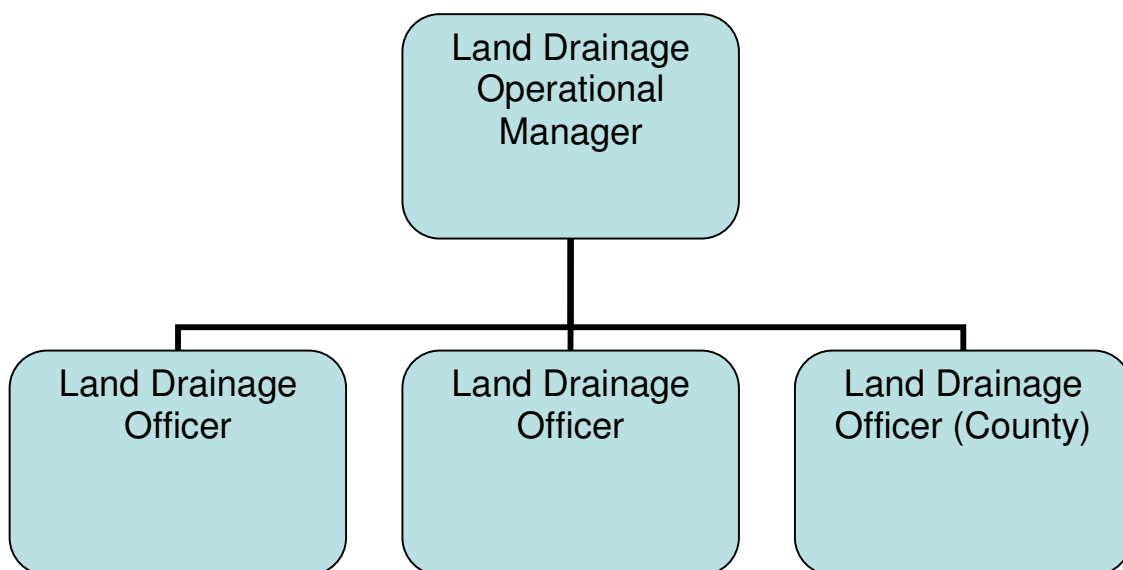 Land Drainage
Operational
Manager
Land Drainage
Officer
Land Drainage
Officer
Land Drainage
Officer (County)